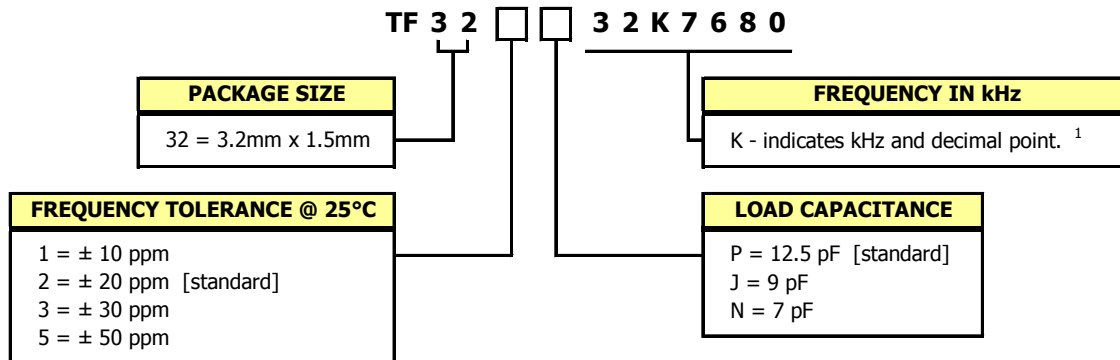 TF 3 2 3 2 K 7 6 8 0
PACKAGE SIZE
32 = 3.2mm x 1.5mm
FREQUENCY IN kHz
K - indicates kHz and decimal point. 1
FREQUENCY TOLERANCE @ 25°C
1 = ± 10 ppm
2 = ± 20 ppm [standard]
3 = ± 30 ppm
5 = ± 50 ppm
LOAD CAPACITANCE
P = 12.5 pF [standard]
J = 9 pF
N = 7 pF